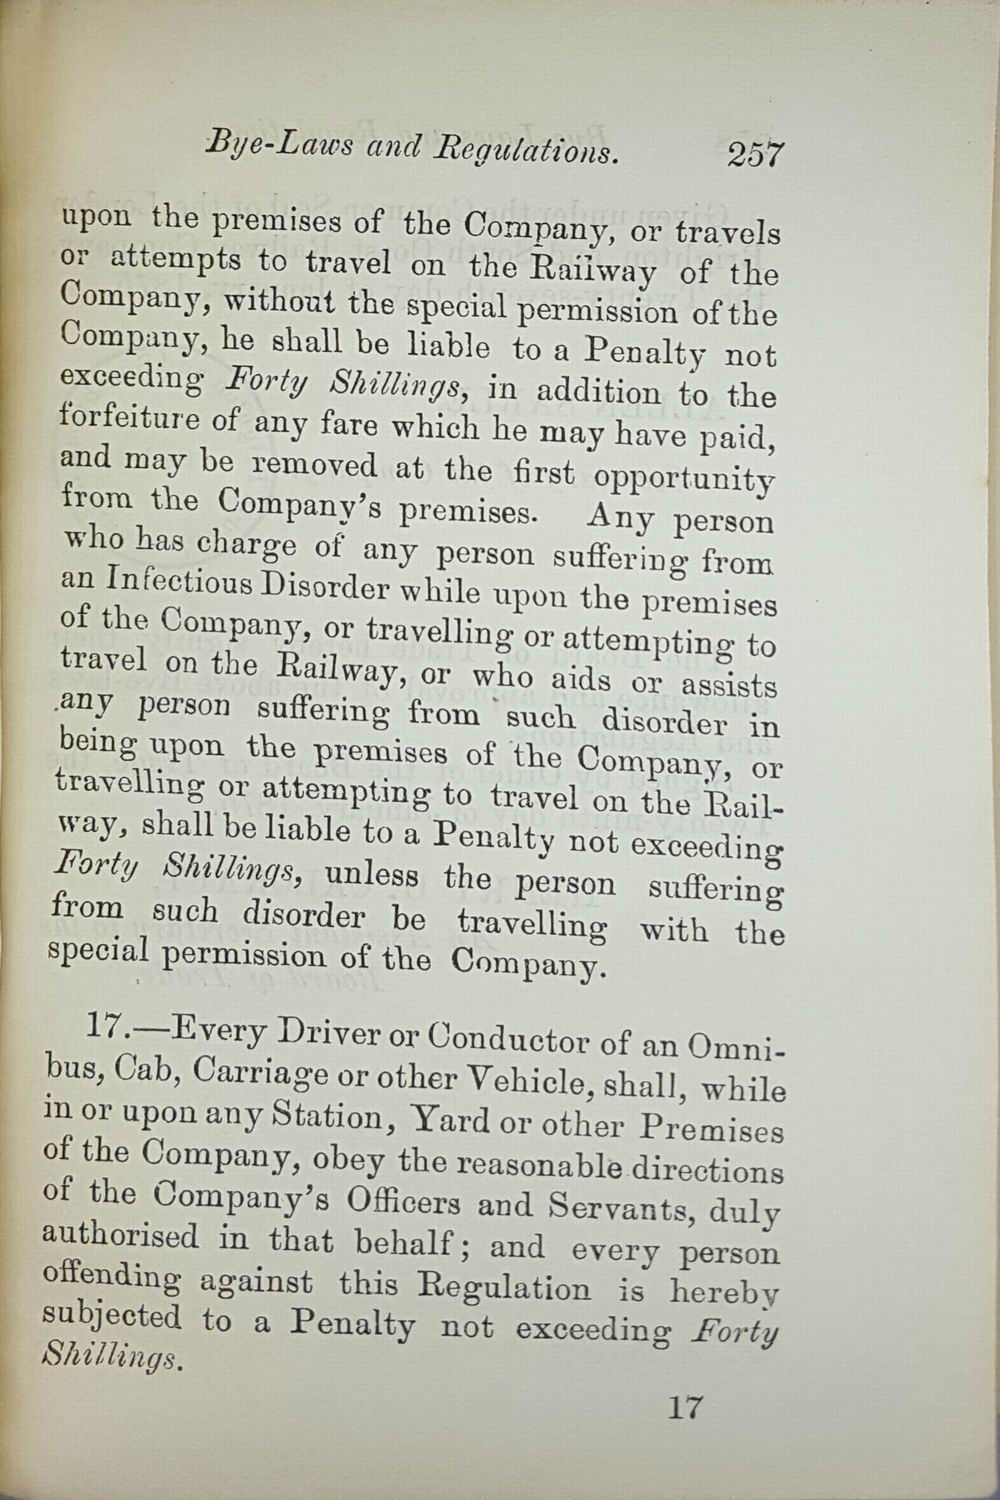 Bye-Laws and Regulations. 257
upon the premises of the Company, or travels
or attempts to travel on the Railway of the
Company, without the special permission of the
Company, he shall be liable to a Penalty not
exceeding Forty Shillings, in addition to the
forfeiture of any fare which he may have paid,
and may be removed at the first opportunity
from the Company's premises. Any person
who has charge of any person suffering from
an Infectious Disorder while upon the premises
of the Company, or travelling or attempting to
travel on the Railway, or who aids or assists
any person suffering from such disorder in
being upon the premises of the Company, or
travelling or attempting to travel on the Rail-
way, shall be liable to a Penalty not exceeding
Forty Shillings, unless the person suffering
from such disorder be travelling with the
special permission of the Company.
17.—Every Driver or Conductor of an Omni-
bus, Cab, Carriage or other Vehicle, shall, while
in or upon any Station, Yard or other Premises
of the Company, obey the reasonable directions
of the Company's Officers and Servants, duly
authorised in that behalf; and every person
offending against this Regulation is hereby
subjected to a Penalty not exceeding Forty
Shillings.
17